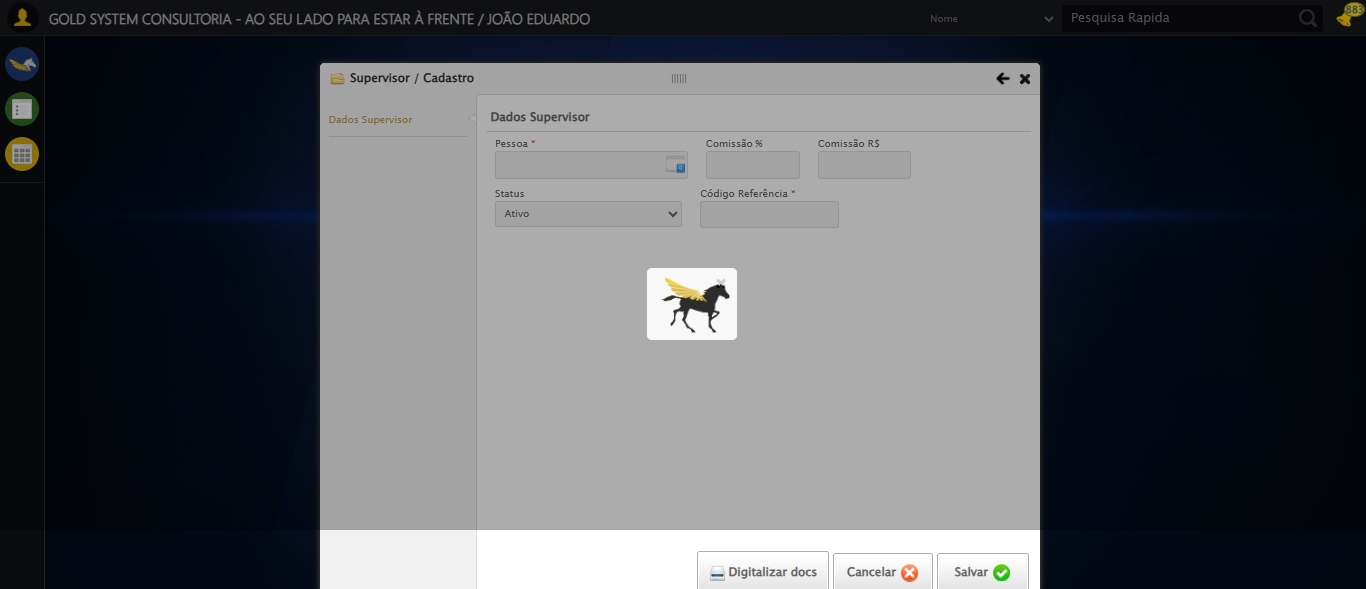 GOLD SYSTEM CONSULTORIA - AO SEU LADO PARA ESTAR À FRENTE / JOÃO EDUARDO
Nome
Pesquisa Rapida
883
Supervisor / Cadastro
Dados Supervisor
Dados Supervisor
Pessoa *
Comissão %
Comissão R$
Status
Código Referência *
Ativo
Digitalizar docs
Cancelar
Salvar